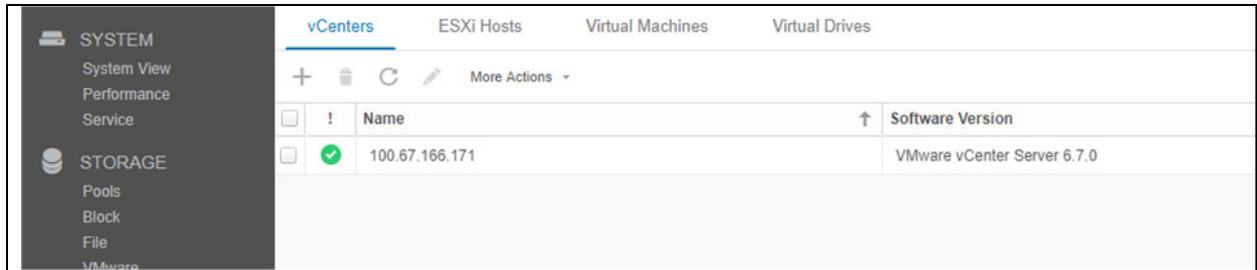 SYSTEM
System View
Performance
Service
STORAGE
Pools
Block
File
VMware
vCenters ESXi Hosts Virtual Machines Virtual Drives
More Actions
! Name Software Version
100.67.166.171 VMware vCenter Server 6.7.0